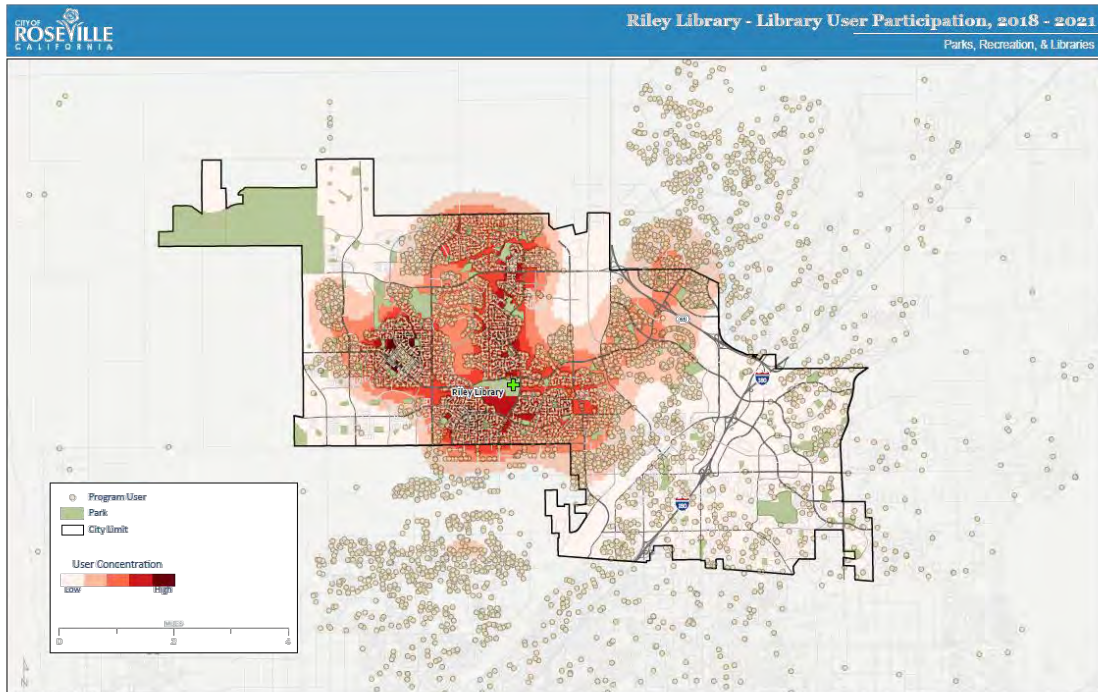 CITY OF
ROSEVILLE
CALIFORNIA
Riley Library - Library User Participation, 2018 - 2021
Parks, Recreation, & Libraries
Riley Library
Program User
Park
City Limit
User Concentration
Low High
MILES
0 2 4
N